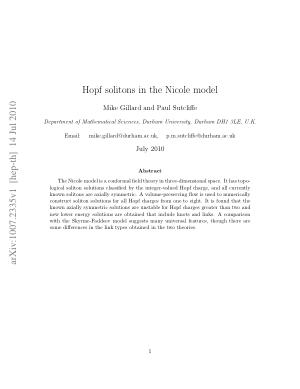 Hopf solitons in the Nicole model
Mike Gillard and Paul Sutcliffe
Department of Mathematical Sciences, Durham University, Durham DH1 3LE, U.K.
Email: mike.gillard@durham.ac.uk, p.m.sutcliffe@durham.ac.uk
July 2010
Abstract
The Nicole model is a conformal field theory in three-dimensional space. It has topo-
logical soliton solutions classified by the integer-valued Hopf charge, and all currently
known solitons are axially symmetric. A volume-preserving flow is used to numerically
construct soliton solutions for all Hopf charges from one to eight. It is found that the
known axially symmetric solutions are unstable for Hopf charges greater than two and
new lower energy solutions are obtained that include knots and links. A comparison
with the Skyrme-Faddeev model suggests many universal features, though there are
some differences in the link types obtained in the two theories.
1
arXiv:1007.2335v1 [hep-th] 14 Jul 2010